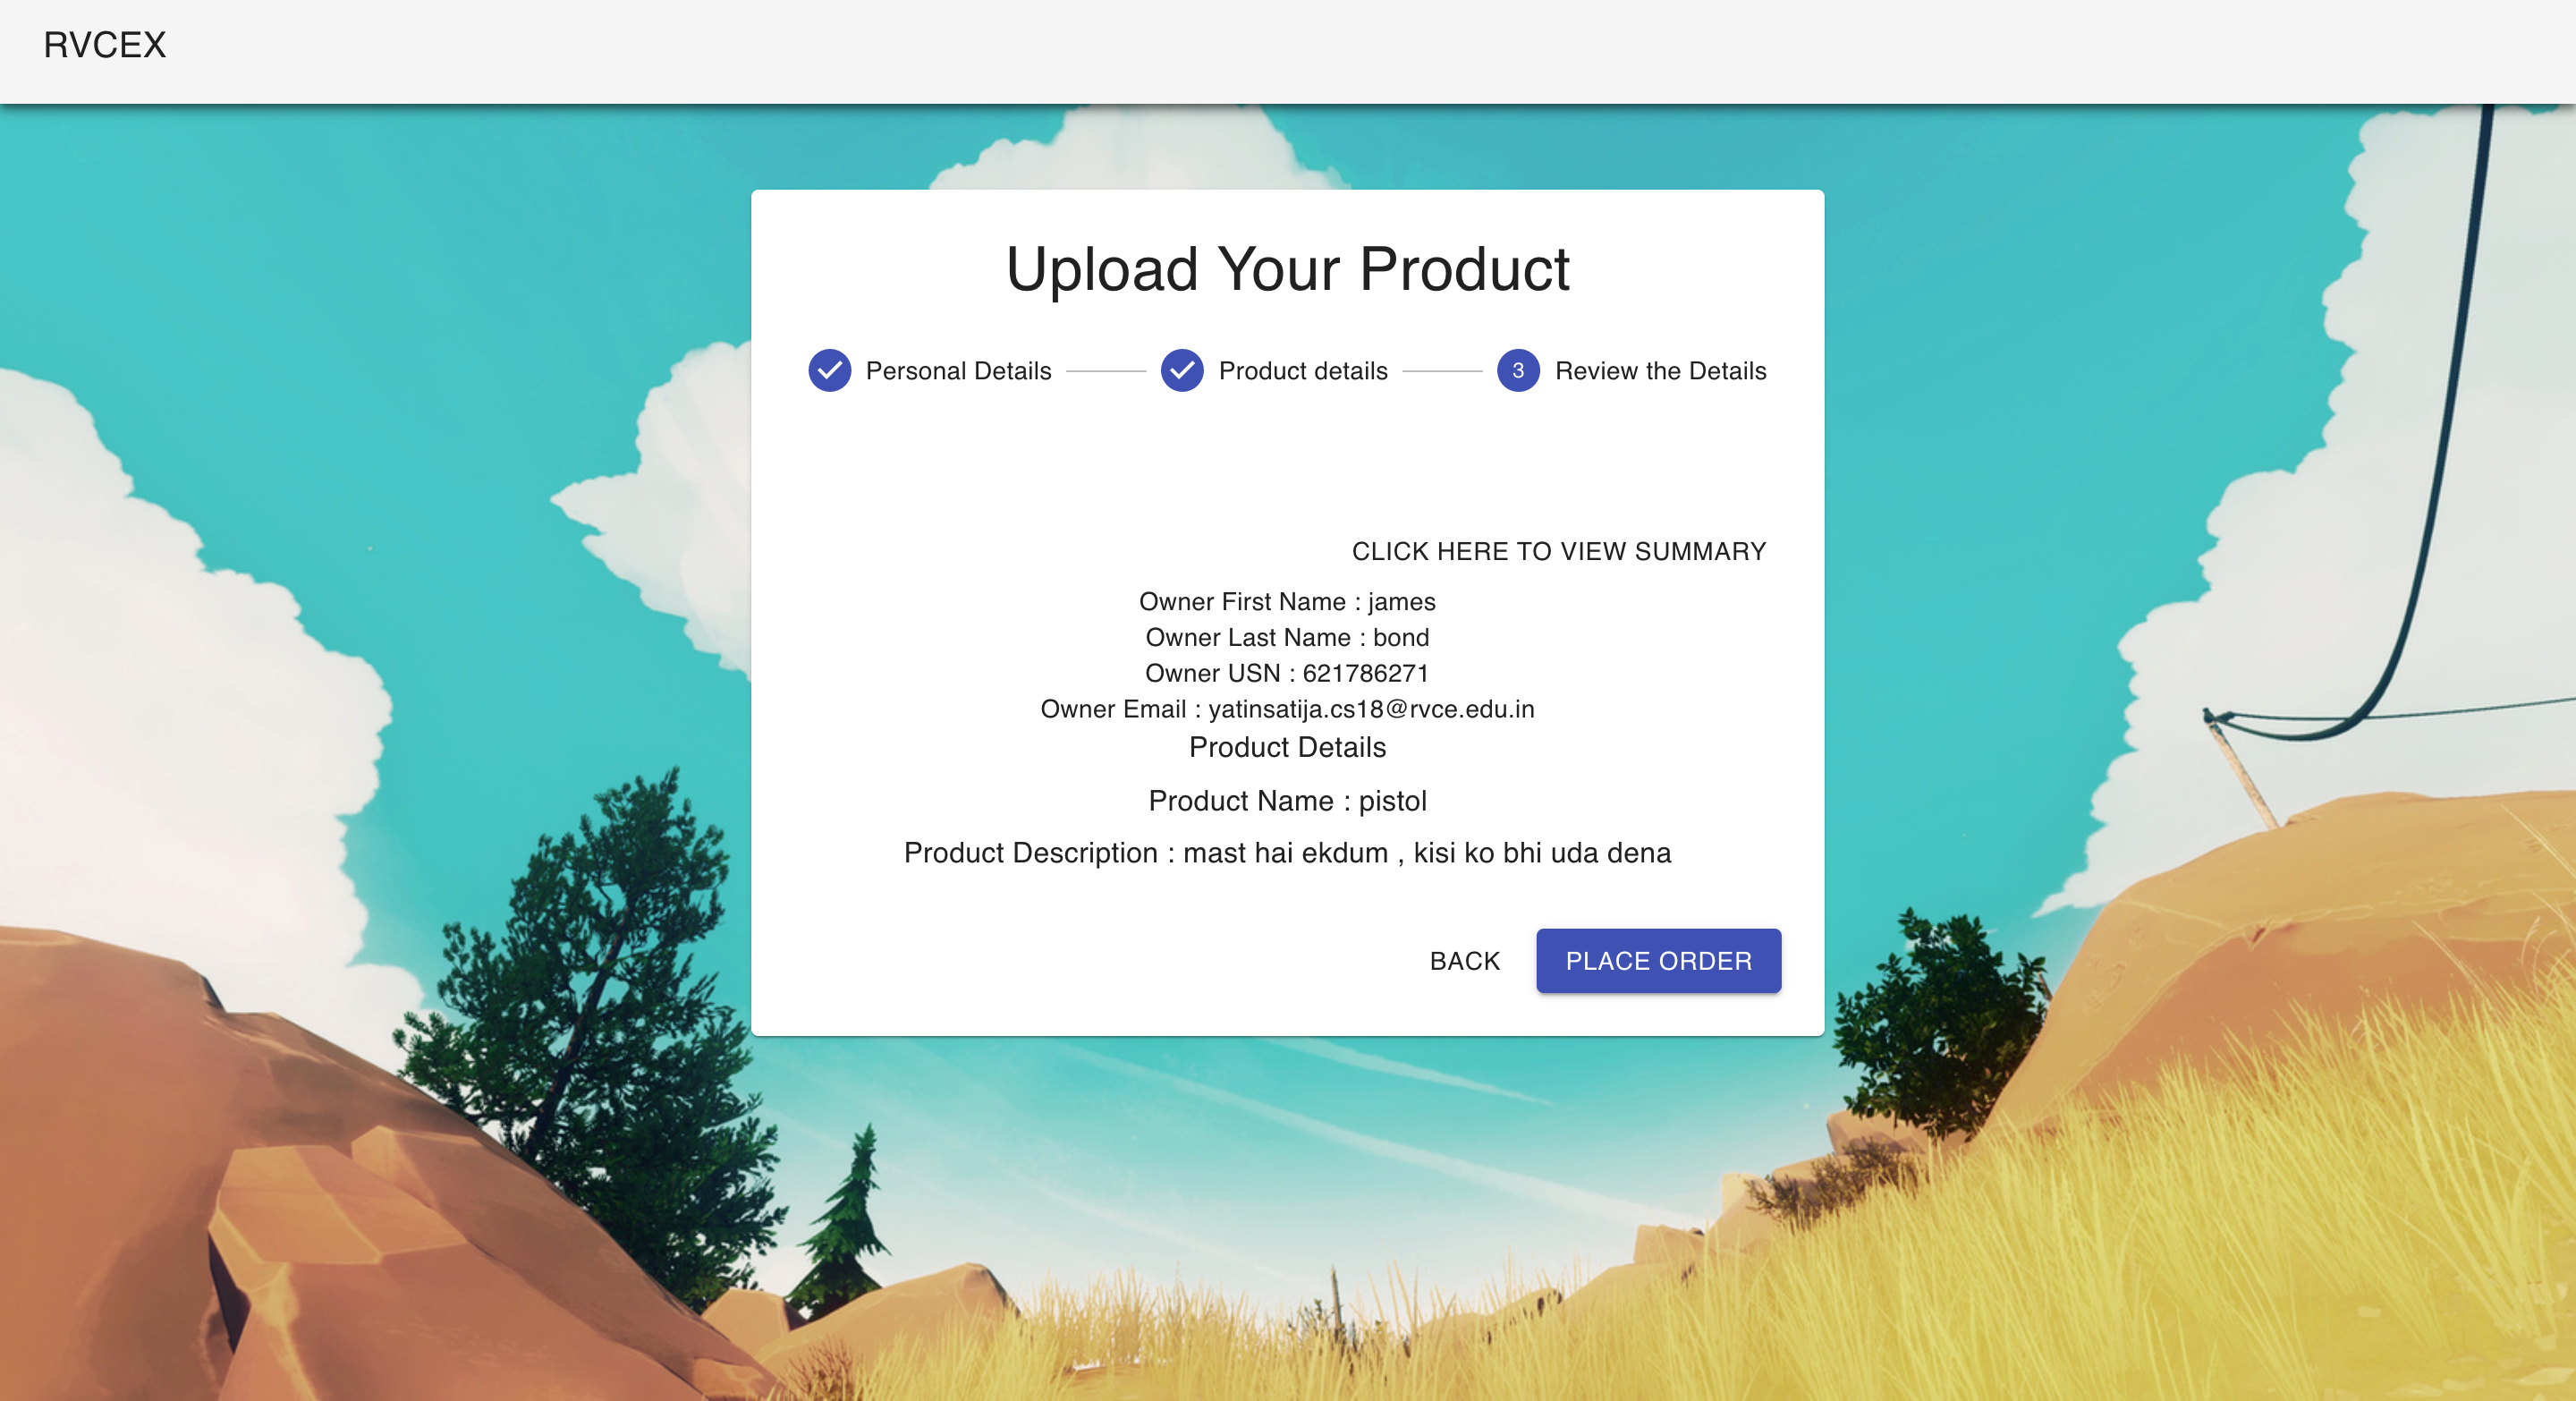 RVCEX
Upload Your Product
Personal Details
Product details
3 Review the Details
CLICK HERE TO VIEW SUMMARY
Owner First Name : james
Owner Last Name : bond
Owner USN : 621786271
Owner Email : yatinsatija.cs18@rvce.edu.in
Product Details
Product Name : pistol
Product Description : mast hai ekdum , kisi ko bhi uda dena
BACK
PLACE ORDER